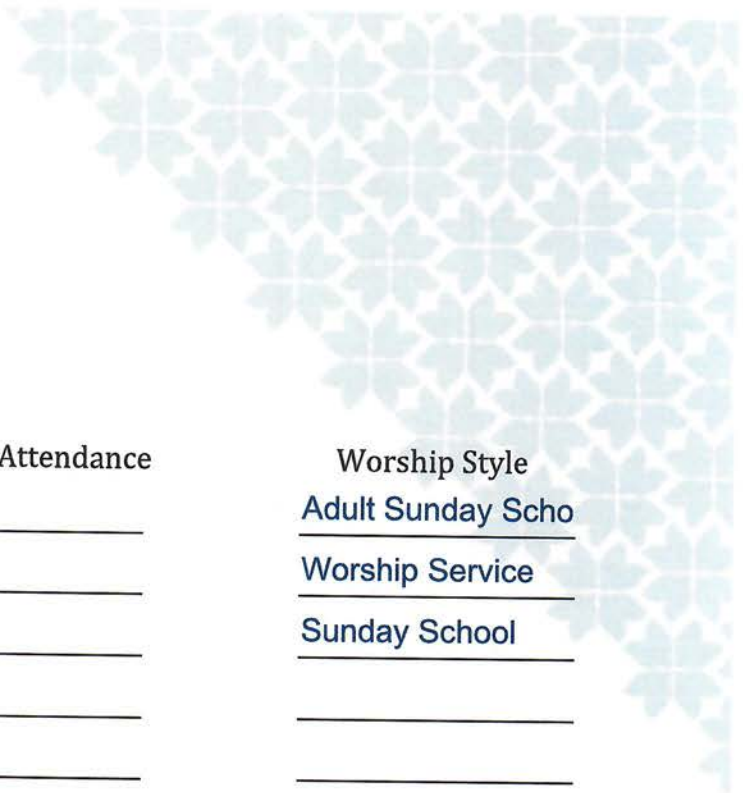 Attendance Worship Style
Adult Sunday Scho
Worship Service
Sunday School